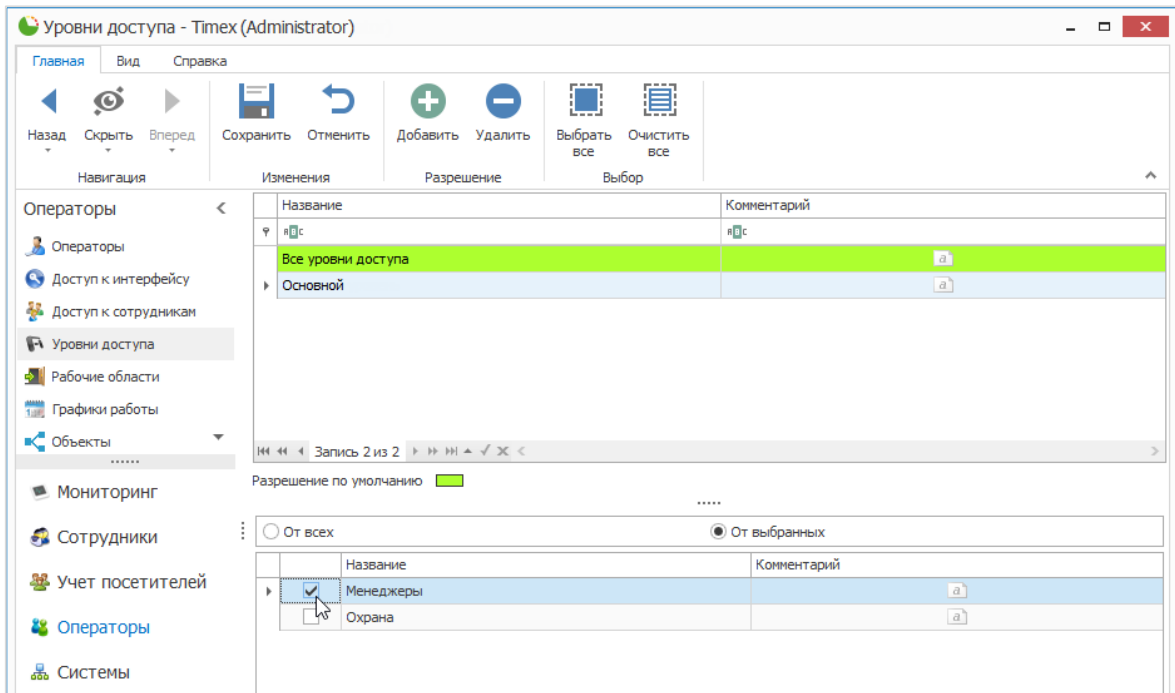 Уровни доступа - Timex (Administrator)
Главная Вид Справка
Назад Скрыть Вперед Сохранить Отменить Добавить Удалить Выбрать все Очистить все
Навигация Изменения Разрешение Выбор
Операторы
Операторы
Доступ к интерфейсу
Доступ к сотрудникам
Уровни доступа
Рабочие области
Графики работы
Объекты
Мониторинг
Сотрудники
Учет посетителей
Операторы
Системы
Название Комментарий
Все уровни доступа
Основной
Запись 2 из 2
Разрешение по умолчанию
От всех От выбранных
Название Комментарий
Менеджеры
Охрана